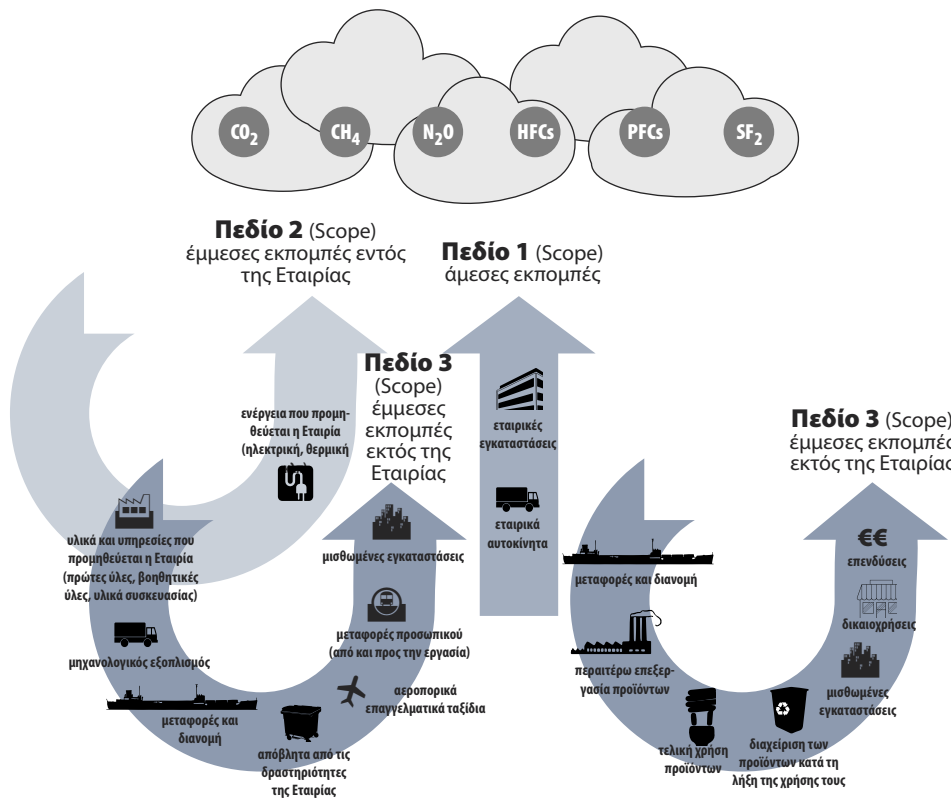 CO₂
CH₄
N₂O
HFCs
PFCs
SF₂
Πεδίο 2 (Scope)
έμμεσες εκπομπές εντός
της Εταιρίας
Πεδίο 1 (Scope)
άμεσες εκπομπές
Πεδίο 3
(Scope)
έμμεσες
εκπομπές
εκτός της
Εταιρίας
Πεδίο 3 (Scope)
έμμεσες εκπομπές
εκτός της Εταιρίας
ενέργεια που προμη-
θεύεται η Εταιρία
(ηλεκτρική, θερμική
υλικά και υπηρεσίες που
προμηθεύεται η Εταιρία
(πρώτες ύλες, βοηθητικές
ύλες, υλικά συσκευασίας)
μηχανολογικός εξοπλισμός
μεταφορές και
διανομή
απόβλητα από τις
δραστηριότητες
της Εταιρίας
αεροπορικά
επαγγελματικά ταξίδια
μεταφορές προσωπικού
(από και προς την εργασία)
μισθωμένες εγκαταστάσεις
εταιρικές
εγκαταστάσεις
εταιρικά
αυτοκίνητα
μεταφορές και διανομή
περαιτέρω επεξερ-
γασία προϊόντων
τελική χρήση
προϊόντων
διαχείριση των
προϊόντων κατά τη
λήξη της χρήσης τους
μισθωμένες
εγκαταστάσεις
δικαιοχρήσεις
€€
επενδύσεις